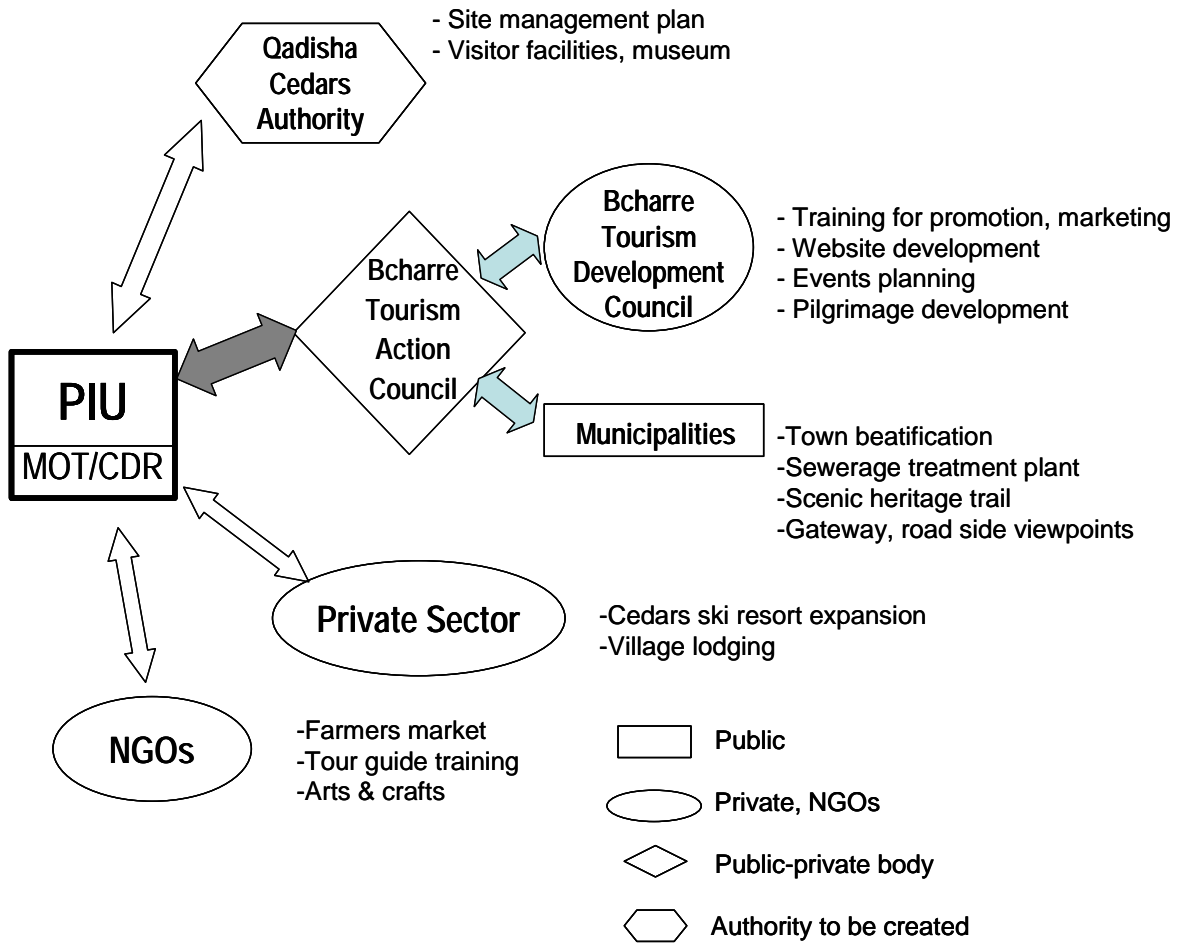 Qadisha
Cedars
Authority
- Site management plan
- Visitor facilities, museum
Bcharre
Tourism
Development
Council
- Training for promotion, marketing
- Website development
- Events planning
- Pilgrimage development
Bcharre
Tourism
Action
Council
PIU
MOT/CDR
Municipalities
-Town beatification
-Sewerage treatment plant
-Scenic heritage trail
-Gateway, road side viewpoints
Private Sector
-Cedars ski resort expansion
-Village lodging
NGOs
-Farmers market
-Tour guide training
-Arts & crafts
Public
Private, NGOs
Public-private body
Authority to be created